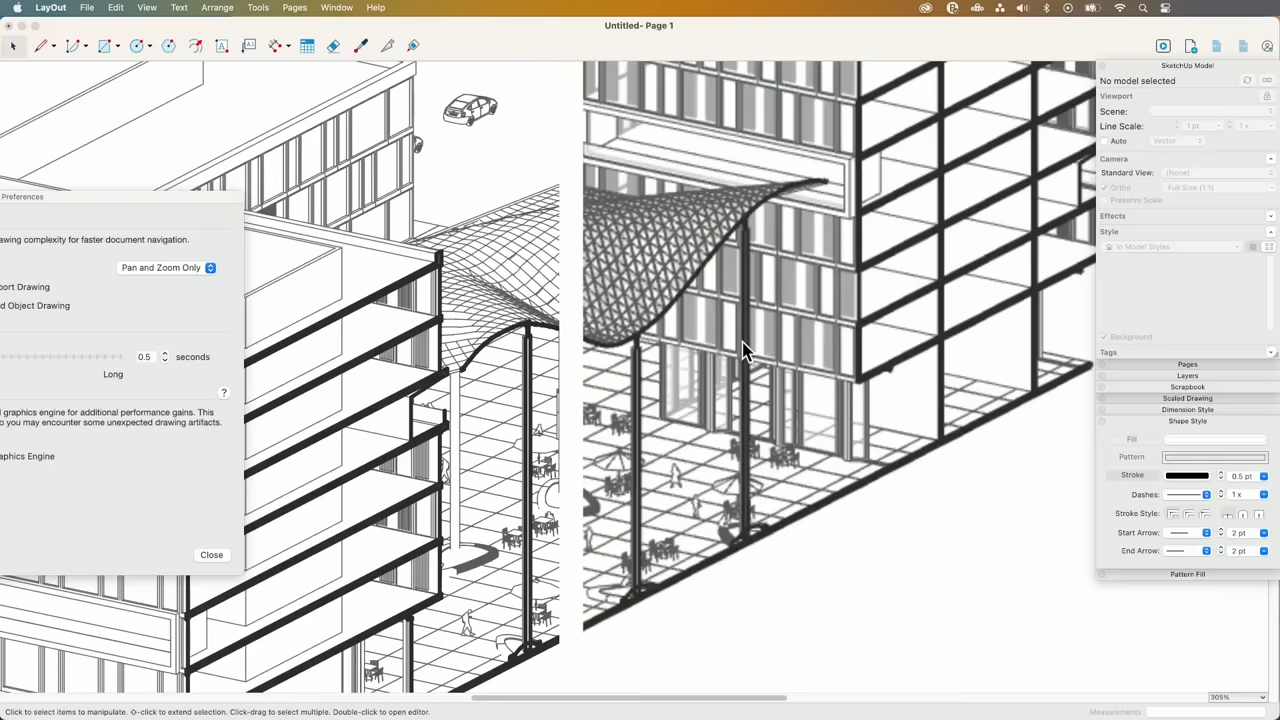 LayOut File Edit View Text Arrange Tools Pages Window Help
Untitled- Page 1
SketchUp Model
No model selected
Viewport
Scene:
Line Scale: 1 pt 1 x
Auto Vector
Camera
Standard View: (None)
Ortho Full Size (1:1)
Preserve Scale
Effects
Style
In Model Styles
Background
Tags
Pages
Layers
Scrapbook
Scaled Drawing
Dimension Style
Shape Style
Fill
Pattern
Stroke 0.5 pt
Dashes: 1 x
Stroke Style:
Start Arrow: 2 pt
End Arrow: 2 pt
Pattern Fill
Preferences
awing complexity for faster document navigation.
Pan and Zoom Only
port Drawing
d Object Drawing
0.5 seconds
Long
?
d graphics engine for additional performance gains. This
o you may encounter some unexpected drawing artifacts.
aphics Engine
Close
305%
Click to select items to manipulate. ⇧-click to extend selection. Click-drag to select multiple. Double-click to open editor.
Measurements